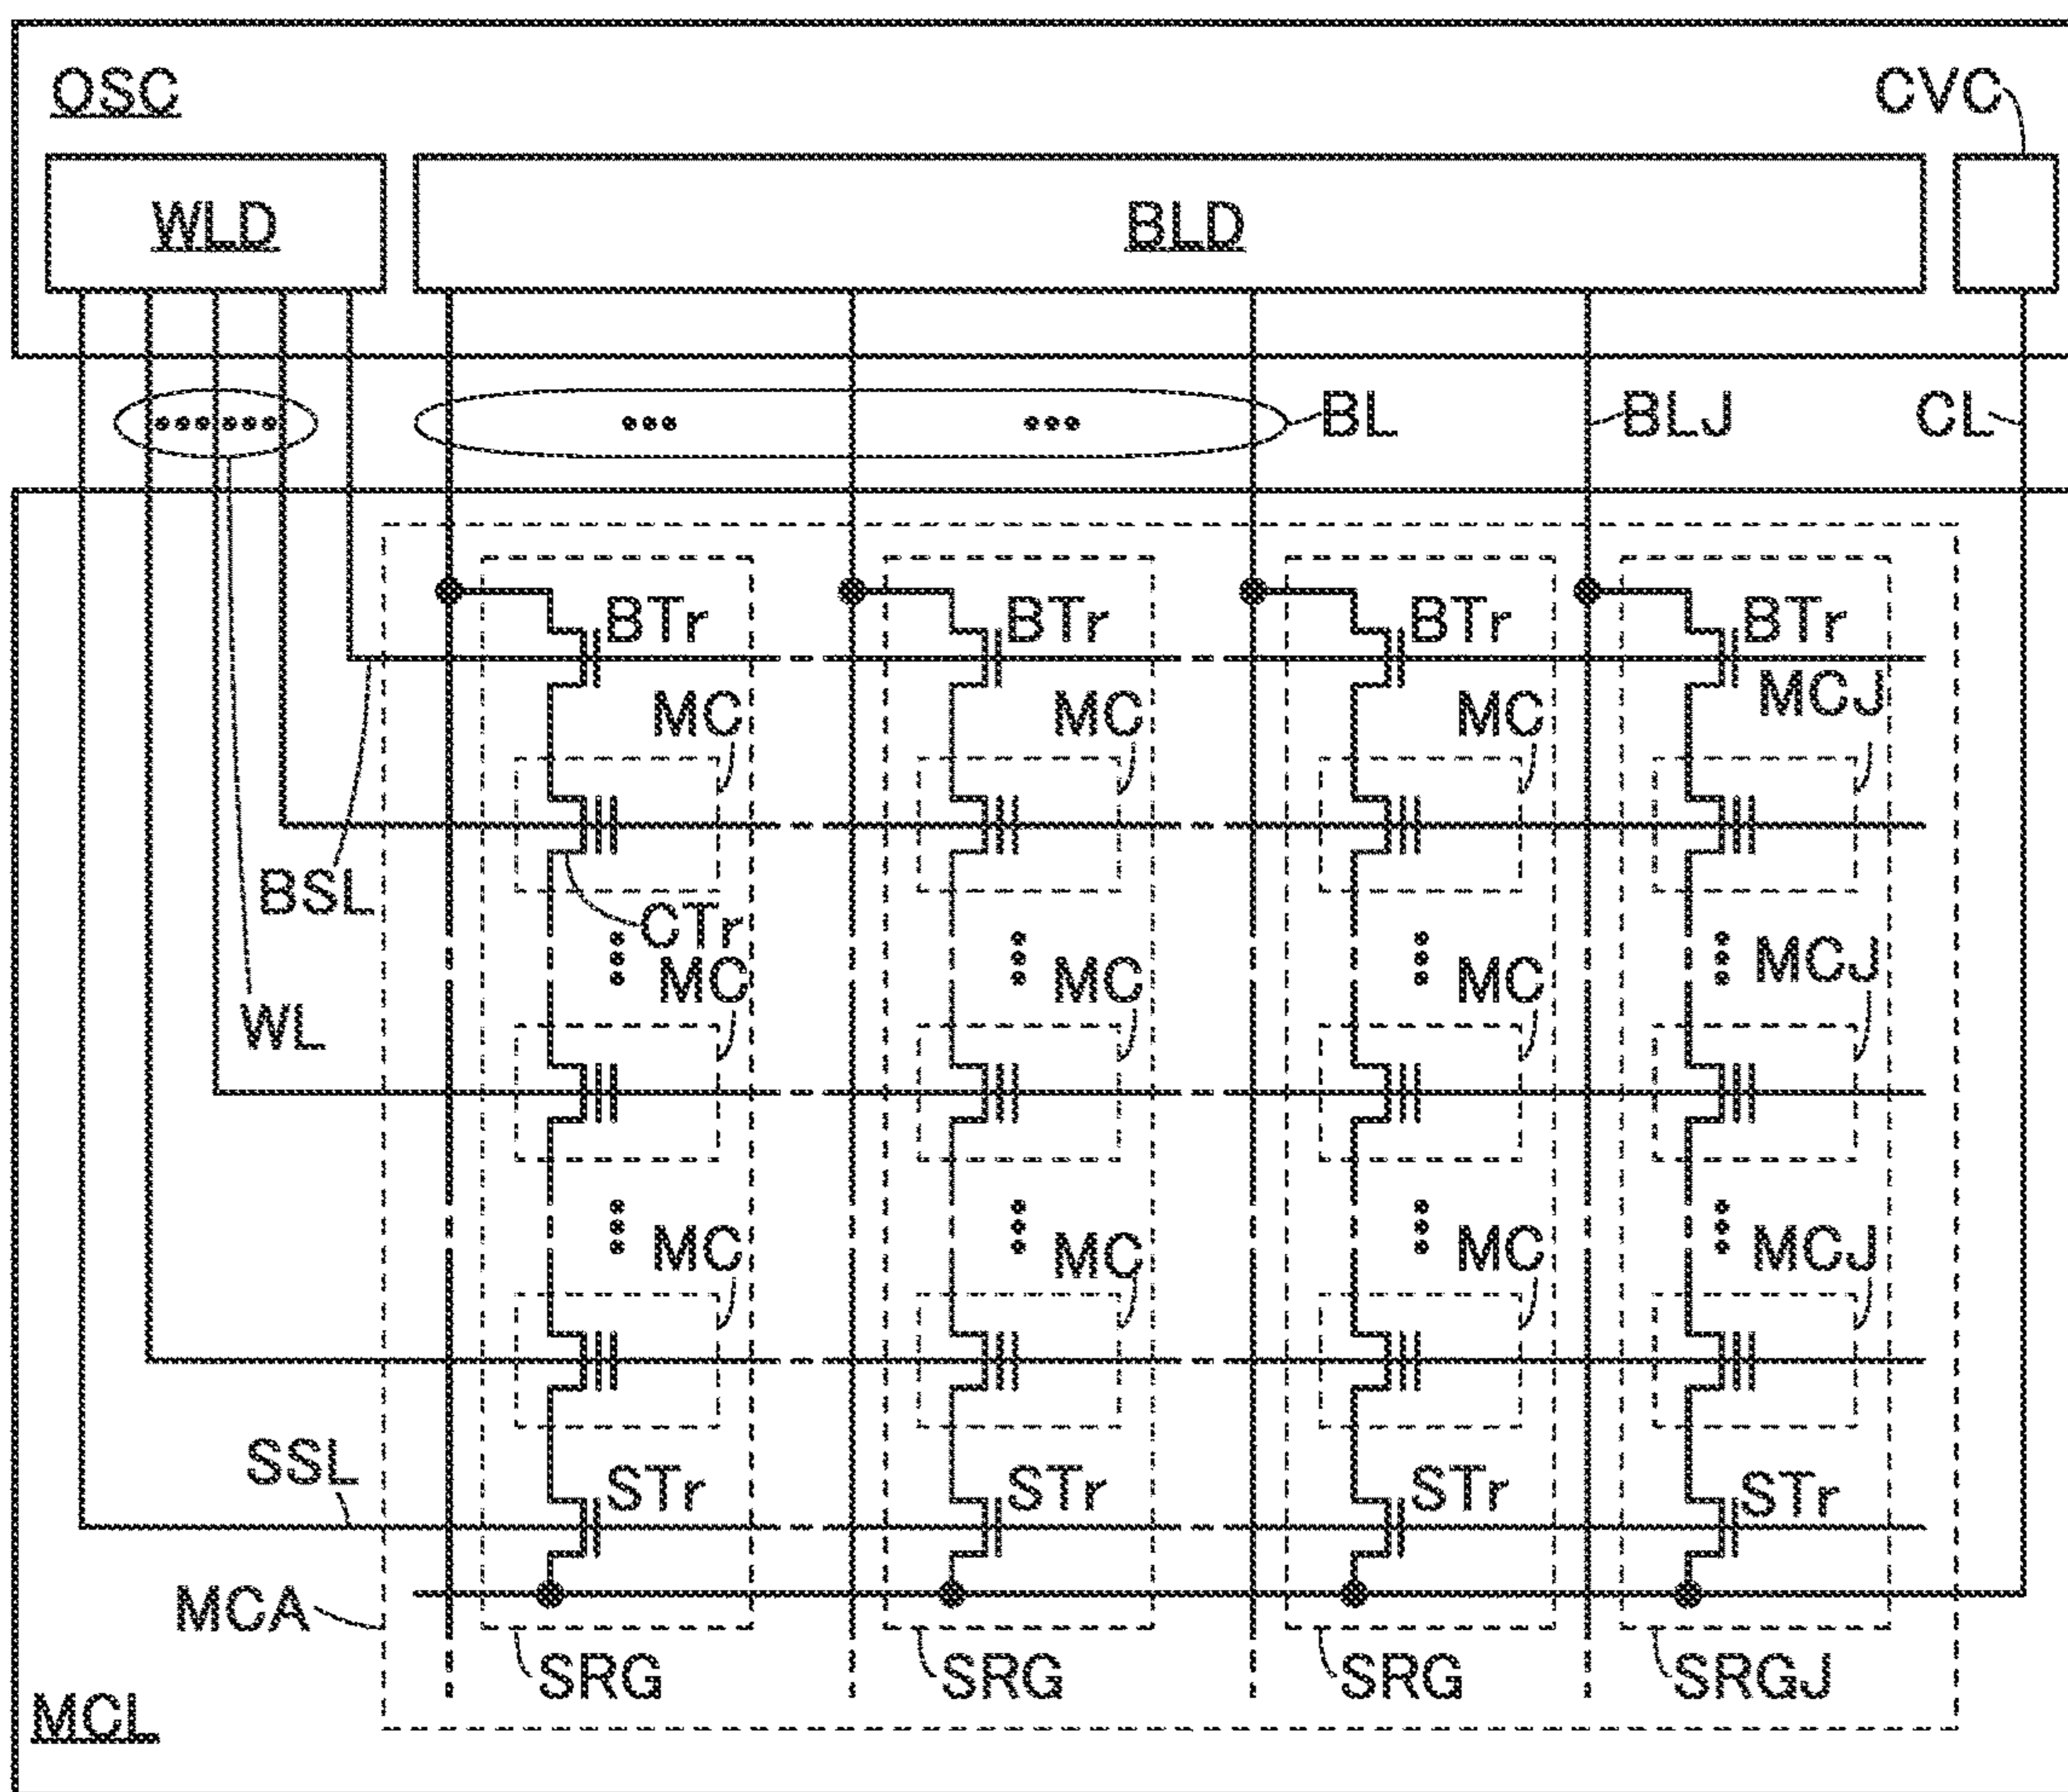 OSC CVC
WLD BLD
BL BLJ CL
BTr BTr BTr BTr
MC MC MC MCJ
BSL
CTr
MC MC MC MCJ
WL
MC MC MC MCJ
SSL
STr STr STr STr
MCA
SRG SRG SRG SRGJ
MCL